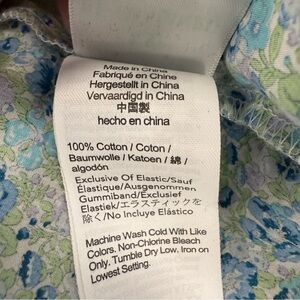 Made in China
Fabriqué en Chine
Hergestellt in China
Vervaardigd in China
中国製
hecho en china
100% Cotton / Coton /
Baumwolle / Katoen / 綿 /
algodón
Exclusive Of Elastic/Sauf
Élastique/Ausgenommen
Gummiband/Exclusief
Elastiek/エラスティックを
除く/No Incluye Elástico
Machine Wash Cold With Like
Colors. Non-Chlorine Bleach
Only. Tumble Dry Low. Iron on
Lowest Setting.